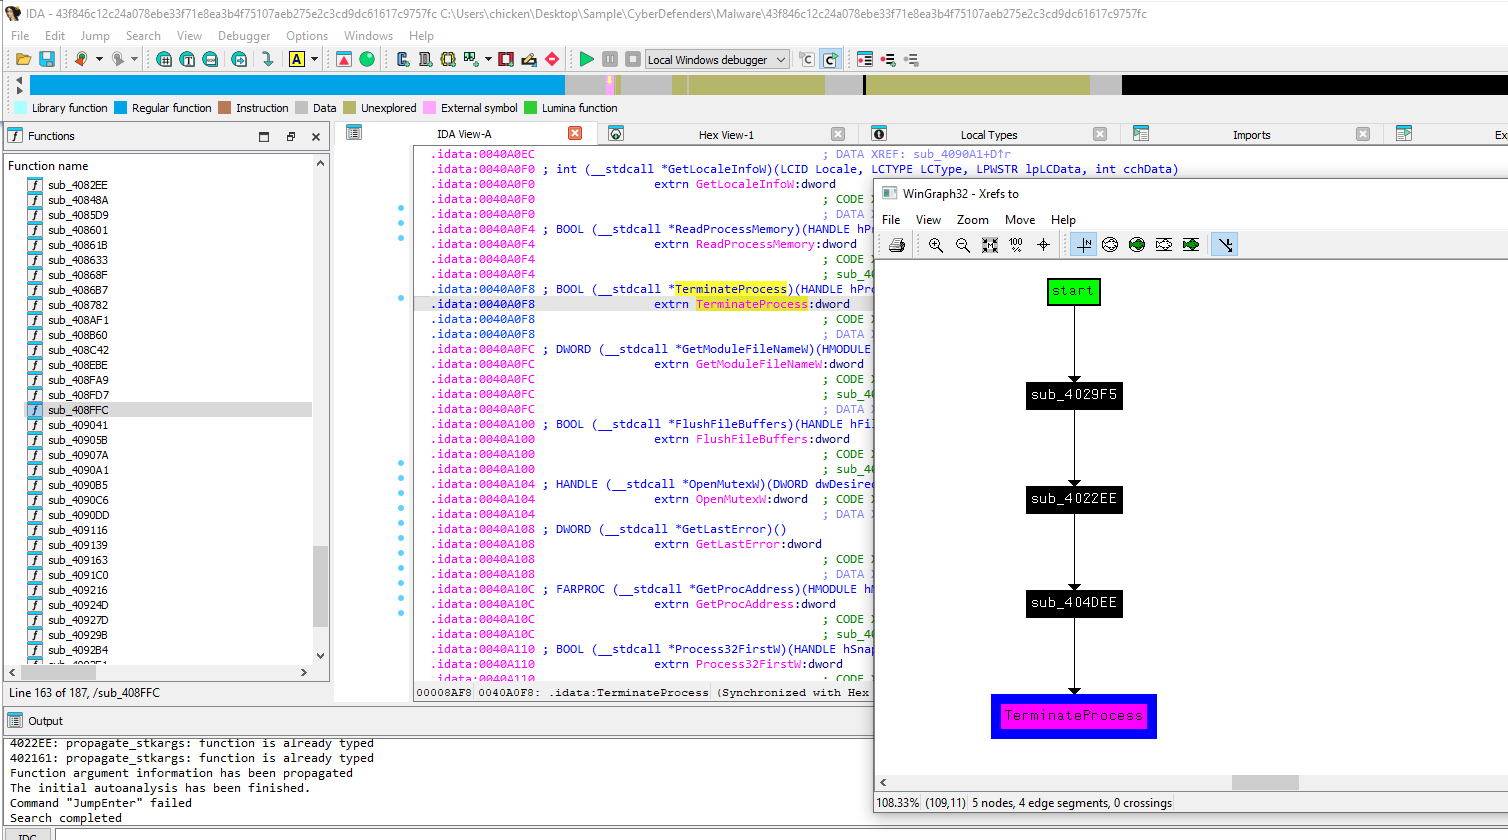 IDA - 43f846c12c24a078ebe33f71e8ea3b4f75107aeb275e2c3cd9dc61617c9757fc C:\Users\chicken\Desktop\Sample\CyberDefenders\Malware\43f846c12c24a078ebe33f71e8ea3b4f75107aeb275e2c3cd9dc61617c9757fc
File Edit Jump Search View Debugger Options Windows Help
Local Windows debugger
Library function Regular function Instruction Data Unexplored External symbol Lumina function
Functions
IDA View-A Hex View-1 Local Types Imports Ex
Function name
sub_4082EE
sub_40848A
sub_4085D9
sub_408601
sub_40861B
sub_408633
sub_40868F
sub_4086B7
sub_408782
sub_408AF1
sub_408B60
sub_408C42
sub_408EBE
sub_408FA9
sub_408FD7
sub_408FFC
sub_409041
sub_40905B
sub_40907A
sub_4090A1
sub_4090B5
sub_4090C6
sub_4090DD
sub_409116
sub_409139
sub_409163
sub_4091C0
sub_409216
sub_40924D
sub_40927D
sub_40929B
sub_4092B4
Line 163 of 187, /sub_408FFC
.idata:0040A0EC ; DATA XREF: sub_4090A1+D↑r
.idata:0040A0F0 ; int (__stdcall *GetLocaleInfoW)(LCID Locale, LCTYPE LCType, LPWSTR lpLCData, int cchData)
.idata:0040A0F0 extrn GetLocaleInfoW:dword
.idata:0040A0F0 ; CODE X
.idata:0040A0F0 ; DATA X
.idata:0040A0F4 ; BOOL (__stdcall *ReadProcessMemory)(HANDLE hPr
.idata:0040A0F4 extrn ReadProcessMemory:dword
.idata:0040A0F4 ; CODE X
.idata:0040A0F4 ; sub_40
.idata:0040A0F8 ; BOOL (__stdcall *TerminateProcess)(HANDLE hPro
.idata:0040A0F8 extrn TerminateProcess:dword
.idata:0040A0F8 ; CODE X
.idata:0040A0F8 ; DATA X
.idata:0040A0FC ; DWORD (__stdcall *GetModuleFileNameW)(HMODULE
.idata:0040A0FC extrn GetModuleFileNameW:dword
.idata:0040A0FC ; CODE X
.idata:0040A0FC ; sub_40
.idata:0040A0FC ; DATA X
.idata:0040A100 ; BOOL (__stdcall *FlushFileBuffers)(HANDLE hFil
.idata:0040A100 extrn FlushFileBuffers:dword
.idata:0040A100 ; CODE X
.idata:0040A100 ; sub_40
.idata:0040A104 ; HANDLE (__stdcall *OpenMutexW)(DWORD dwDesired
.idata:0040A104 extrn OpenMutexW:dword ; CODE X
.idata:0040A104 ; DATA X
.idata:0040A108 ; DWORD (__stdcall *GetLastError)()
.idata:0040A108 extrn GetLastError:dword
.idata:0040A108 ; CODE X
.idata:0040A108 ; DATA X
.idata:0040A10C ; FARPROC (__stdcall *GetProcAddress)(HMODULE hM
.idata:0040A10C extrn GetProcAddress:dword
.idata:0040A10C ; CODE X
.idata:0040A10C ; sub_40
.idata:0040A110 ; BOOL (__stdcall *Process32FirstW)(HANDLE hSnap
.idata:0040A110 extrn Process32FirstW:dword
.idata:0040A110 ; CODE X
00008AF8 0040A0F8: .idata:TerminateProcess (Synchronized with Hex
WinGraph32 - Xrefs to
File View Zoom Move Help
100 %
N
start
sub_4029F5
sub_4022EE
sub_404DEE
TerminateProcess
108.33% (109,11) 5 nodes, 4 edge segments, 0 crossings
Output
4022EE: propagate_stkargs: function is already typed
402161: propagate_stkargs: function is already typed
Function argument information has been propagated
The initial autoanalysis has been finished.
Command "JumpEnter" failed
Search completed
IDC